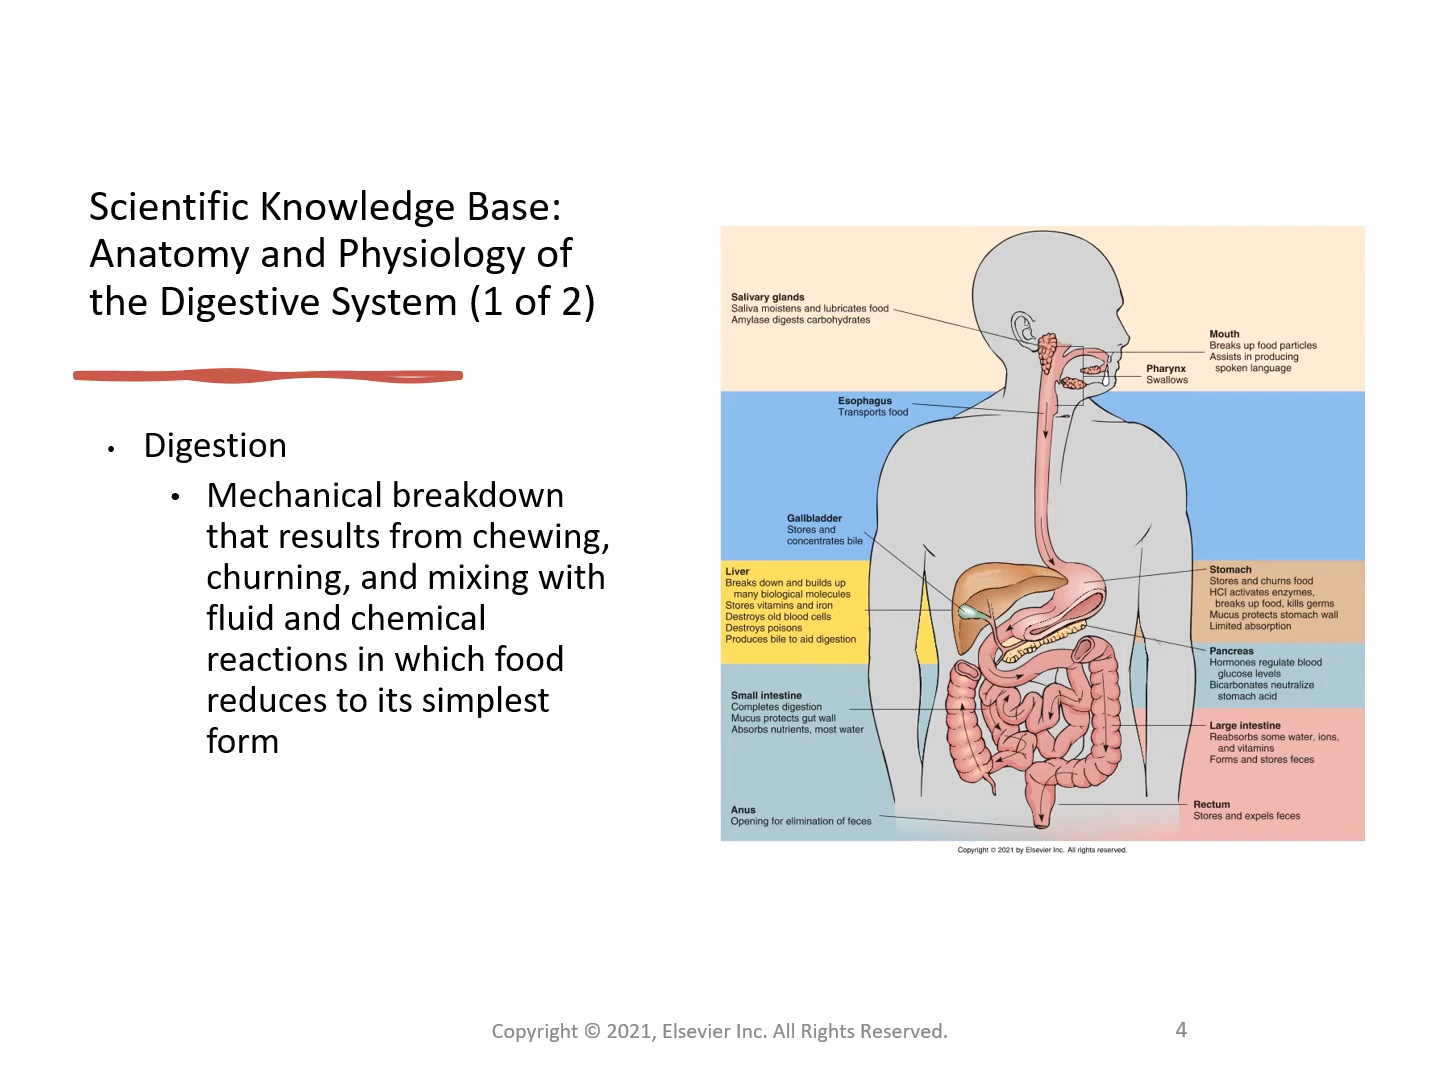 Scientific Knowledge Base:
Anatomy and Physiology of
the Digestive System (1 of 2)
• Digestion
• Mechanical breakdown
that results from chewing,
churning, and mixing with
fluid and chemical
reactions in which food
reduces to its simplest
form
Salivary glands
Saliva moistens and lubricates food
Amylase digests carbohydrates
Mouth
Breaks up food particles
Assists in producing
spoken language
Pharynx
Swallows
Esophagus
Transports food
Gallbladder
Stores and
concentrates bile
Liver
Breaks down and builds up
many biological molecules
Stores vitamins and iron
Destroys old blood cells
Destroys poisons
Produces bile to aid digestion
Stomach
Stores and churns food
HCl activates enzymes,
breaks up food, kills germs
Mucus protects stomach wall
Limited absorption
Pancreas
Hormones regulate blood
glucose levels
Bicarbonates neutralize
stomach acid
Small intestine
Completes digestion
Mucus protects gut wall
Absorbs nutrients, most water
Large intestine
Reabsorbs some water, ions,
and vitamins
Forms and stores feces
Anus
Opening for elimination of feces
Rectum
Stores and expels feces
Copyright © 2021 by Elsevier Inc. All rights reserved.
Copyright © 2021, Elsevier Inc. All Rights Reserved.
4